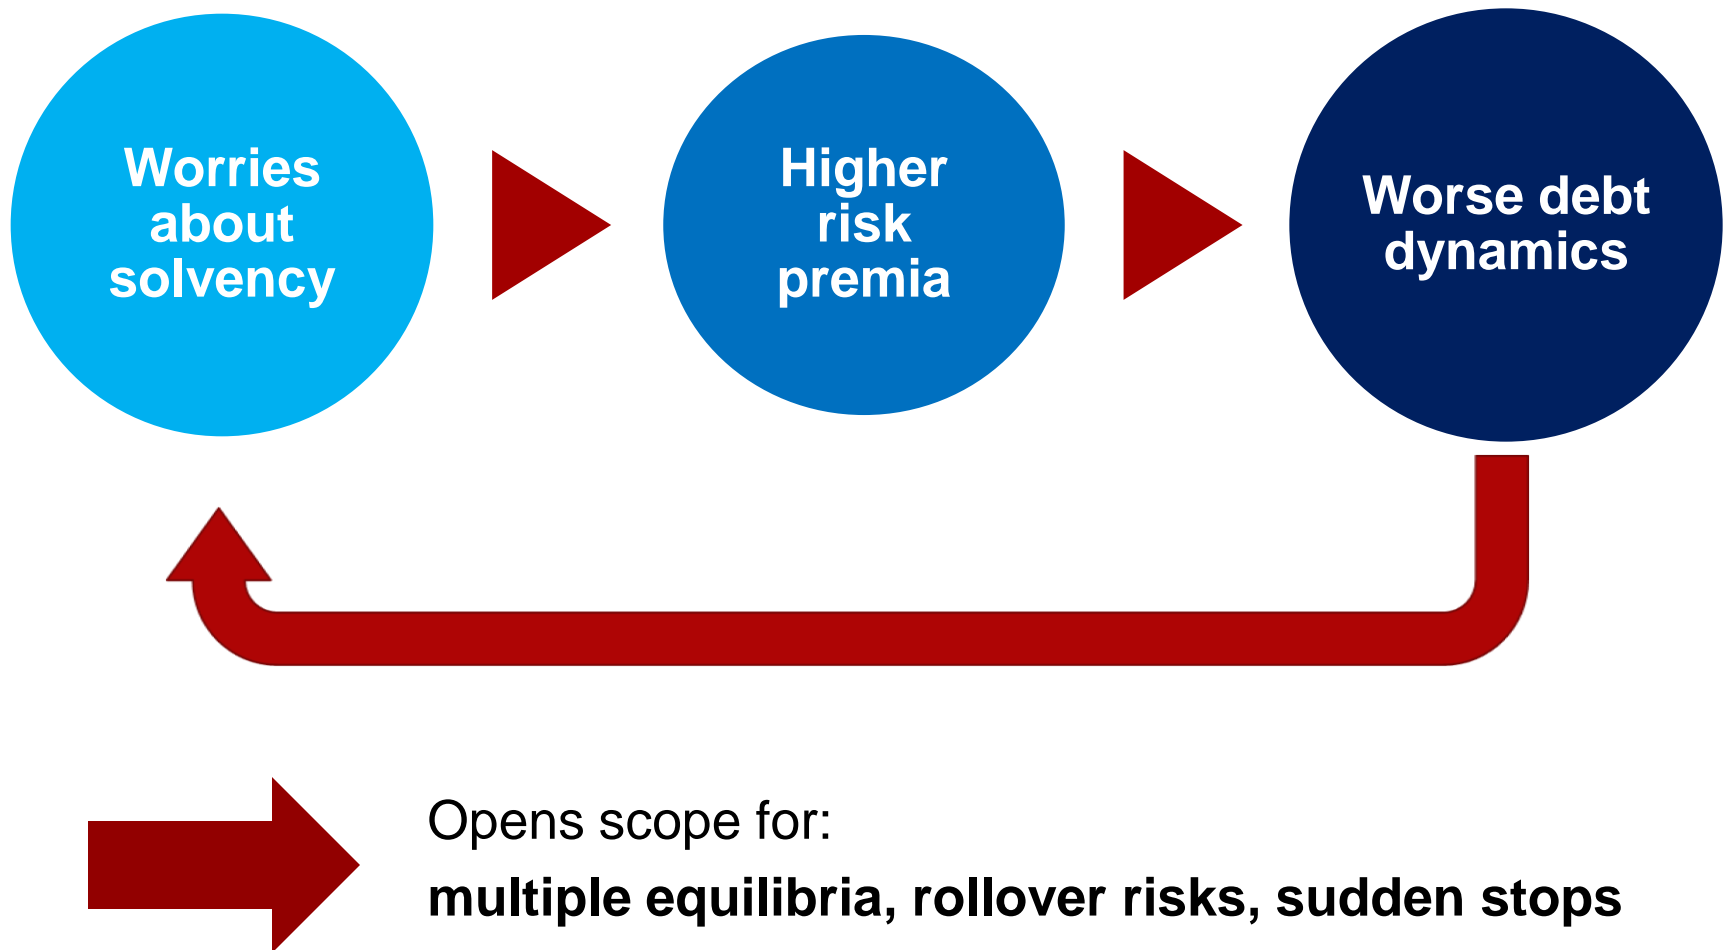 Worries
about
solvency
Higher
risk
premia
Worse debt
dynamics
Opens scope for:
multiple equilibria, rollover risks, sudden stops